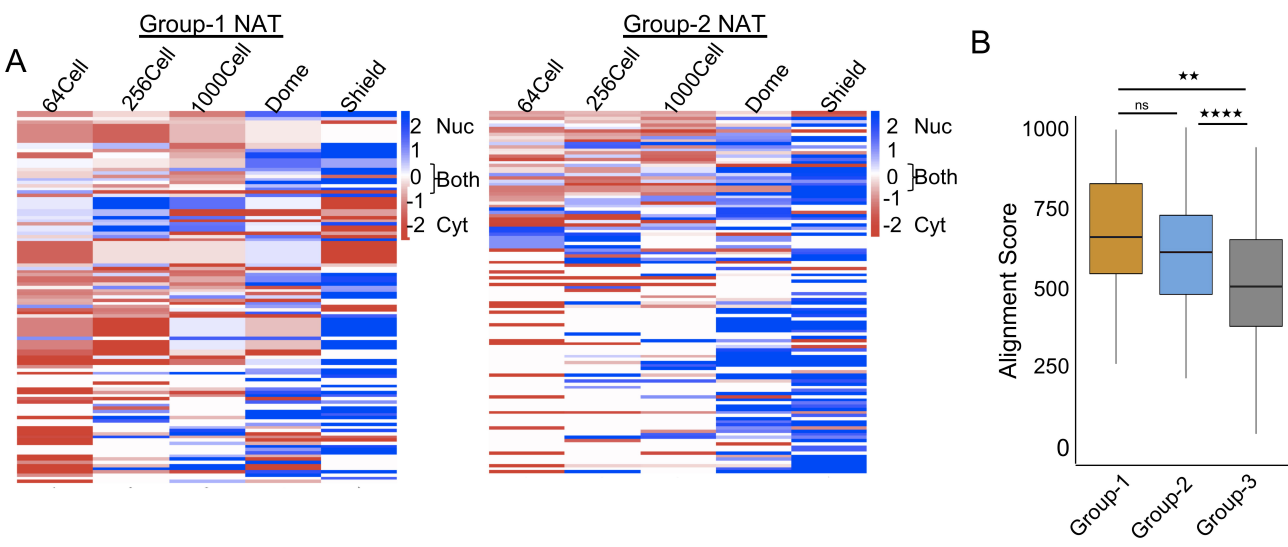 Group-1 NAT
Group-2 NAT
A
B
64Cell
256Cell
1000Cell
Dome
Shield
64Cell
256Cell
1000Cell
Dome
Shield
2
1
0
-1
-2
Nuc
Both
Cyt
2
1
0
-1
-2
Nuc
Both
Cyt
★★
ns
★★★★
Alignment Score
1000
750
500
250
0
Group-1
Group-2
Group-3